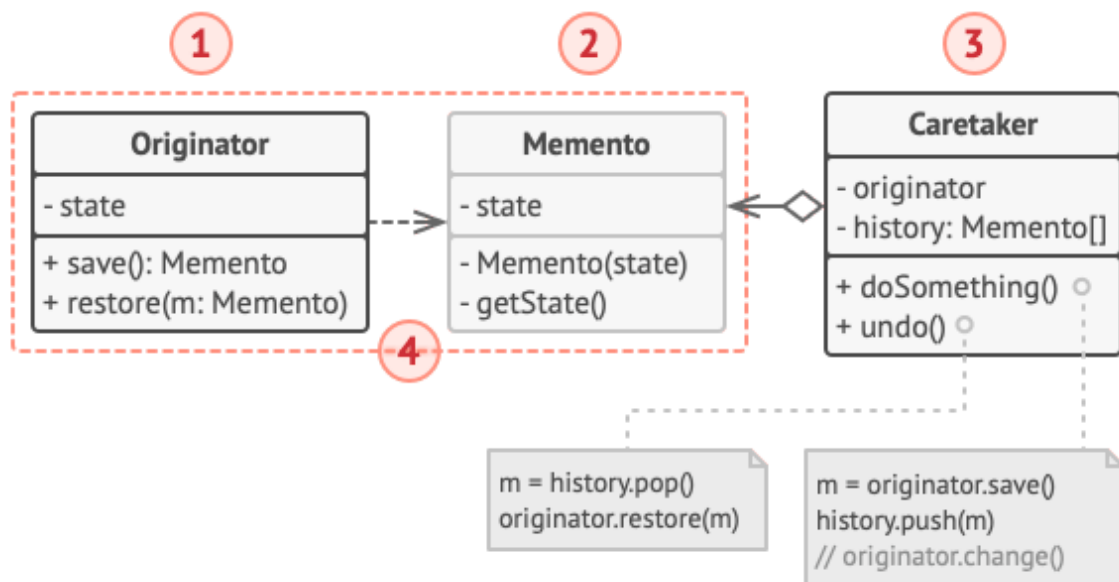 1
2
3
Originator
- state
+ save(): Memento
+ restore(m: Memento)
Memento
- state
- Memento(state)
- getState()
Caretaker
- originator
- history: Memento[]
+ doSomething()
+ undo()
4
m = history.pop()
originator.restore(m)
m = originator.save()
history.push(m)
// originator.change()